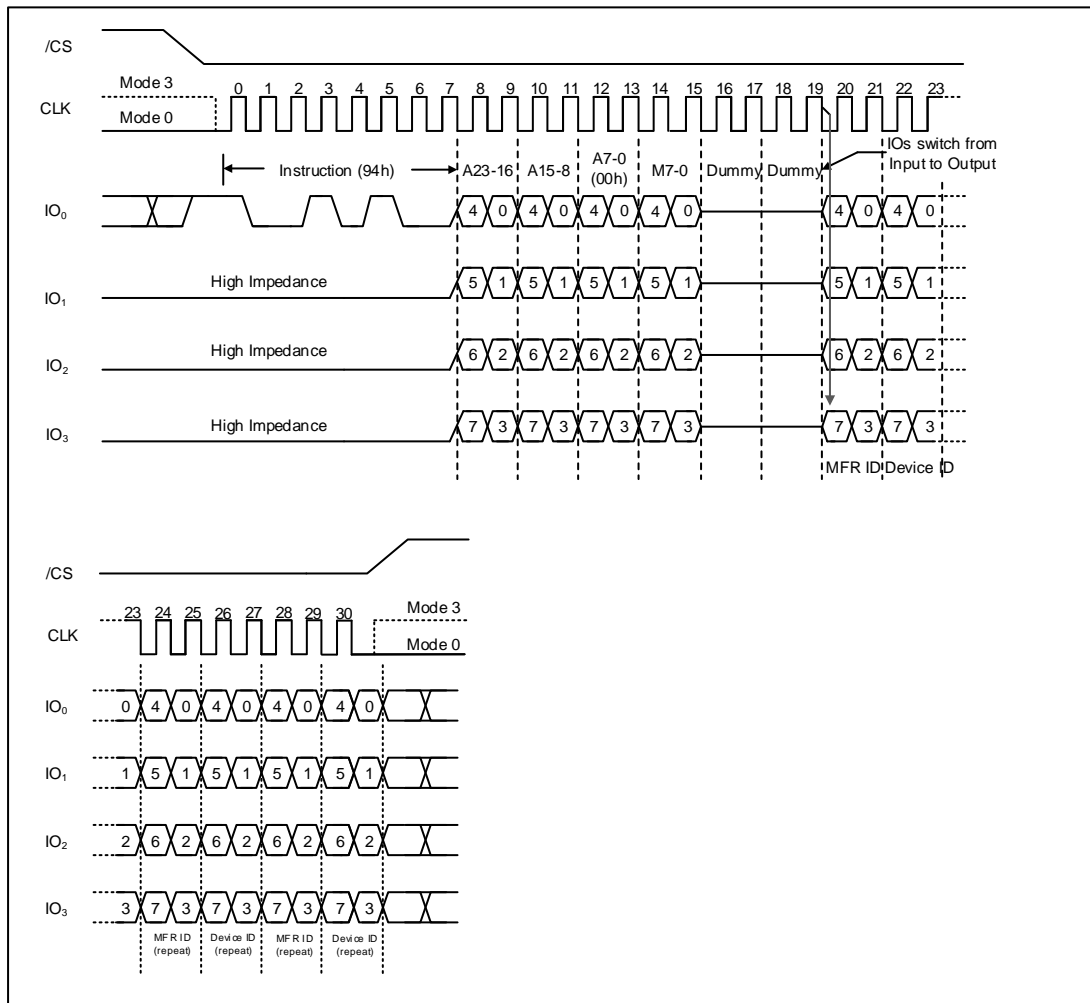 /CS
Mode 3
0 1 2 3 4 5 6 7 8 9 10 11 12 13 14 15 16 17 18 19 20 21 22 23
CLK
Mode 0
IOs switch from
Input to Output
Instruction (94h) A23-16 A15-8 A7-0 (00h) M7-0 Dummy Dummy
IO₀ 4 0 4 0 4 0 4 0 4 0 4 0
IO₁ High Impedance 5 1 5 1 5 1 5 1 5 1 5 1
IO₂ High Impedance 6 2 6 2 6 2 6 2 6 2 6 2
IO₃ High Impedance 7 3 7 3 7 3 7 3 7 3 7 3
MFR ID Device ID
/CS
23 24 25 26 27 28 29 30 Mode 3
CLK
Mode 0
IO₀ 0 4 0 4 0 4 0 4 0
IO₁ 1 5 1 5 1 5 1 5 1
IO₂ 2 6 2 6 2 6 2 6 2
IO₃ 3 7 3 7 3 7 3 7 3
MFR ID Device ID MFR ID Device ID
(repeat) (repeat) (repeat) (repeat)